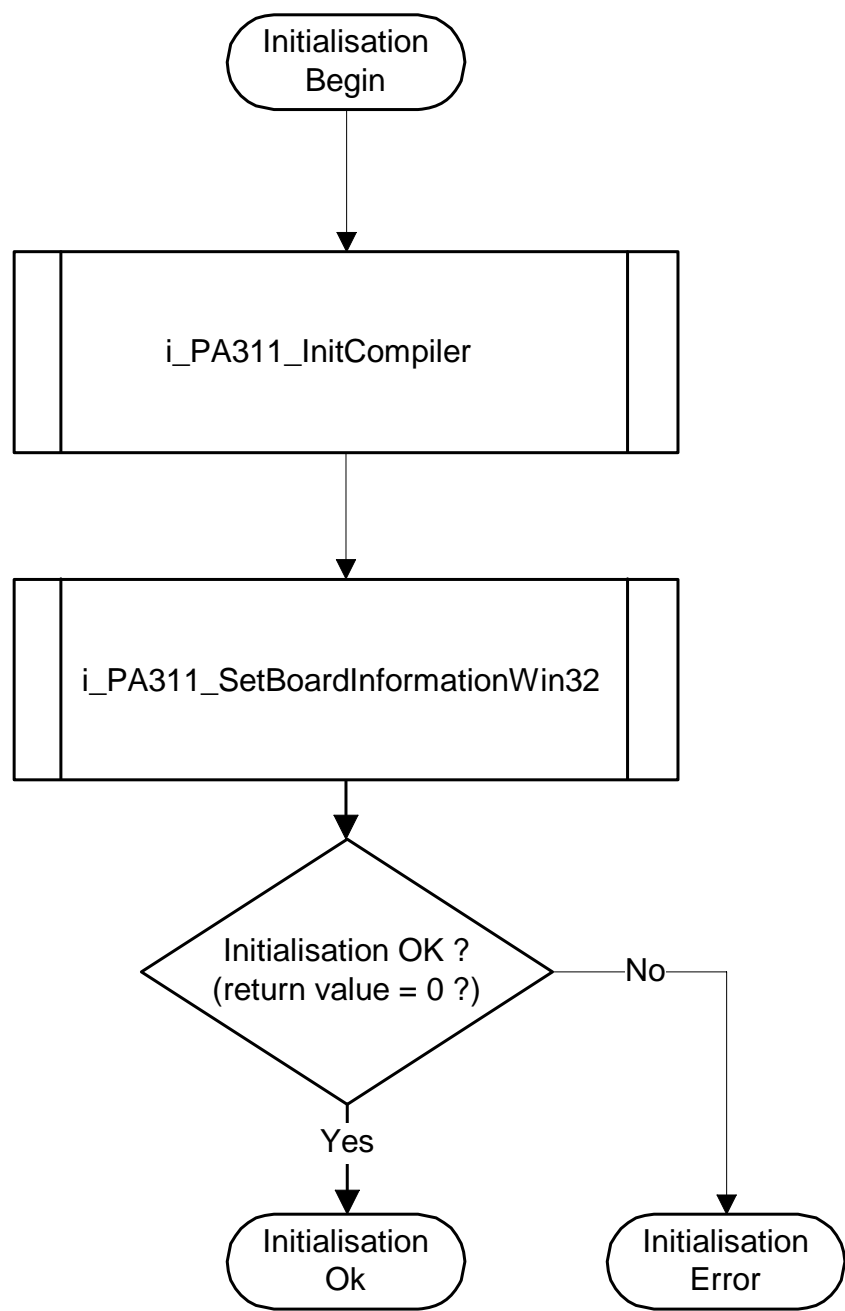 Initialisation
Begin
i_PA311_InitCompiler
i_PA311_SetBoardInformationWin32
Initialisation OK ?
(return value = 0 ?)
No
Yes
Initialisation
Ok
Initialisation
Error